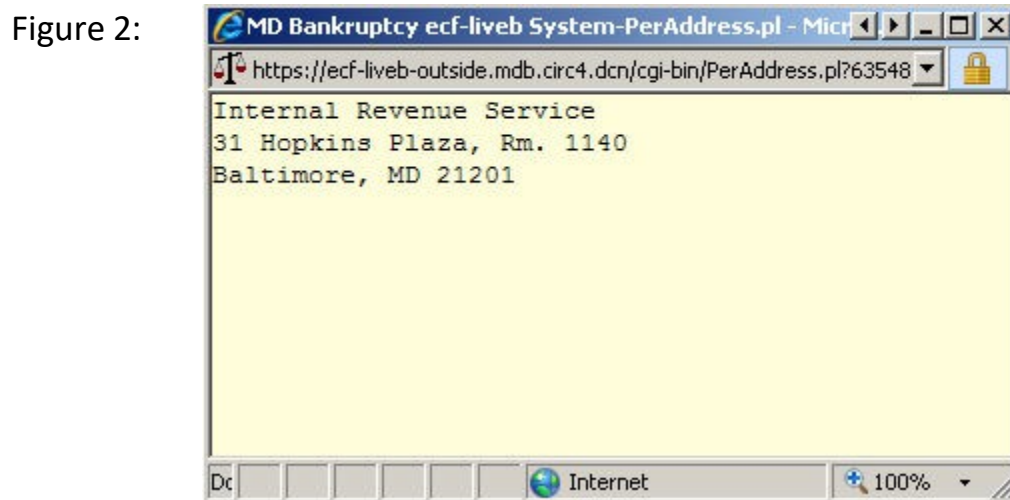 Figure 2:
MD Bankruptcy ecf-liveb System-PerAddress.pl - Micr
https://ecf-liveb-outside.mdb.circ4.dcn/cgi-bin/PerAddress.pl?63548
Internal Revenue Service
31 Hopkins Plaza, Rm. 1140
Baltimore, MD 21201
Internet 100%